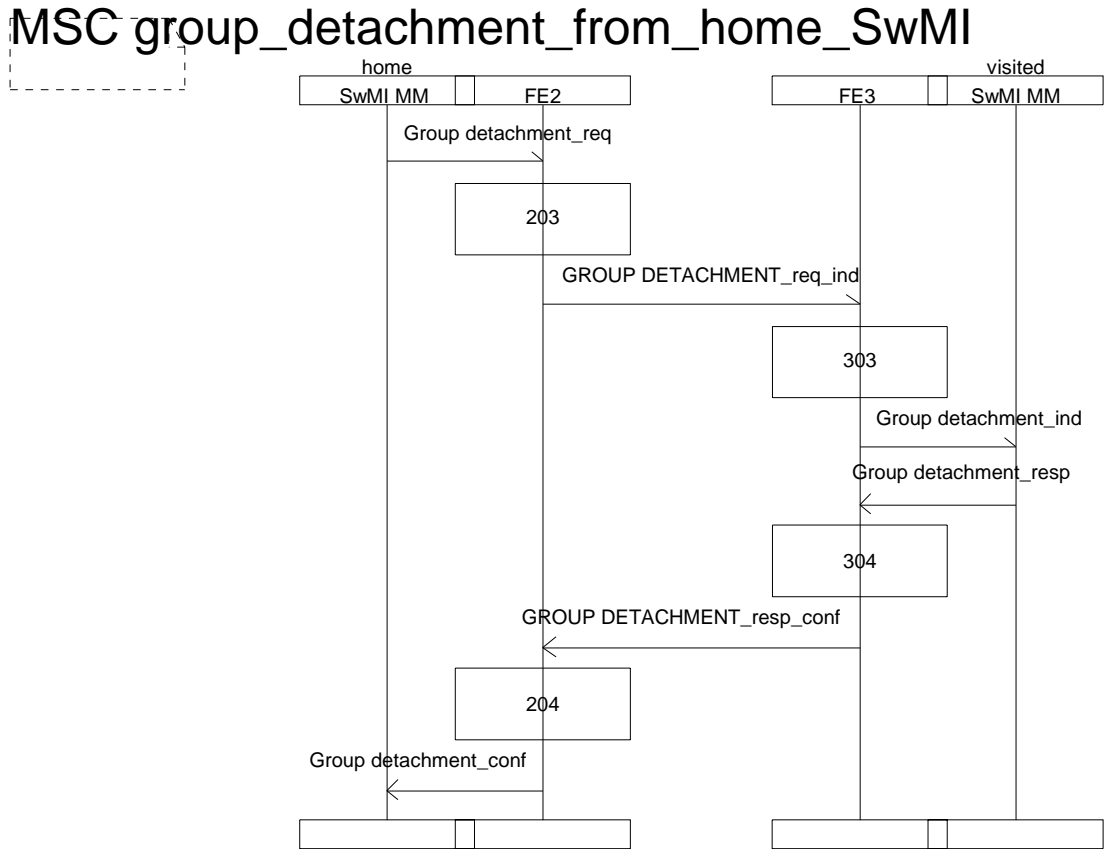 MSC group_detachment_from_home_SwMI
home visited
SwMI MM FE2 FE3 SwMI MM
Group detachment_req
203
GROUP DETACHMENT_req_ind
303
Group detachment_ind
Group detachment_resp
304
GROUP DETACHMENT_resp_conf
204
Group detachment_conf